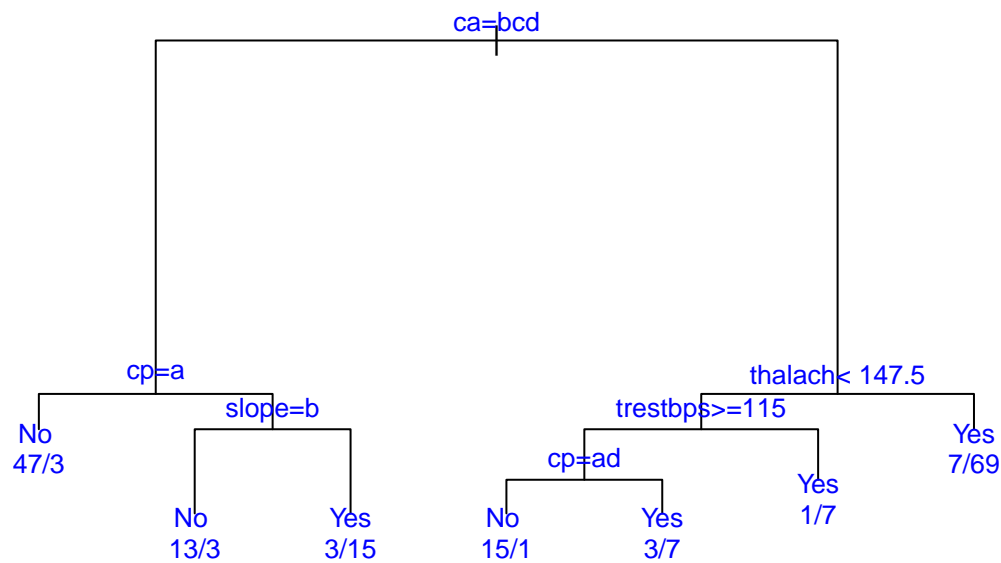 ca=bcd
cp=a
thalach< 147.5
slope=b
trestbps>=115
No
47/3
cp=ad
Yes
7/69
Yes
1/7
No
13/3
Yes
3/15
No
15/1
Yes
3/7